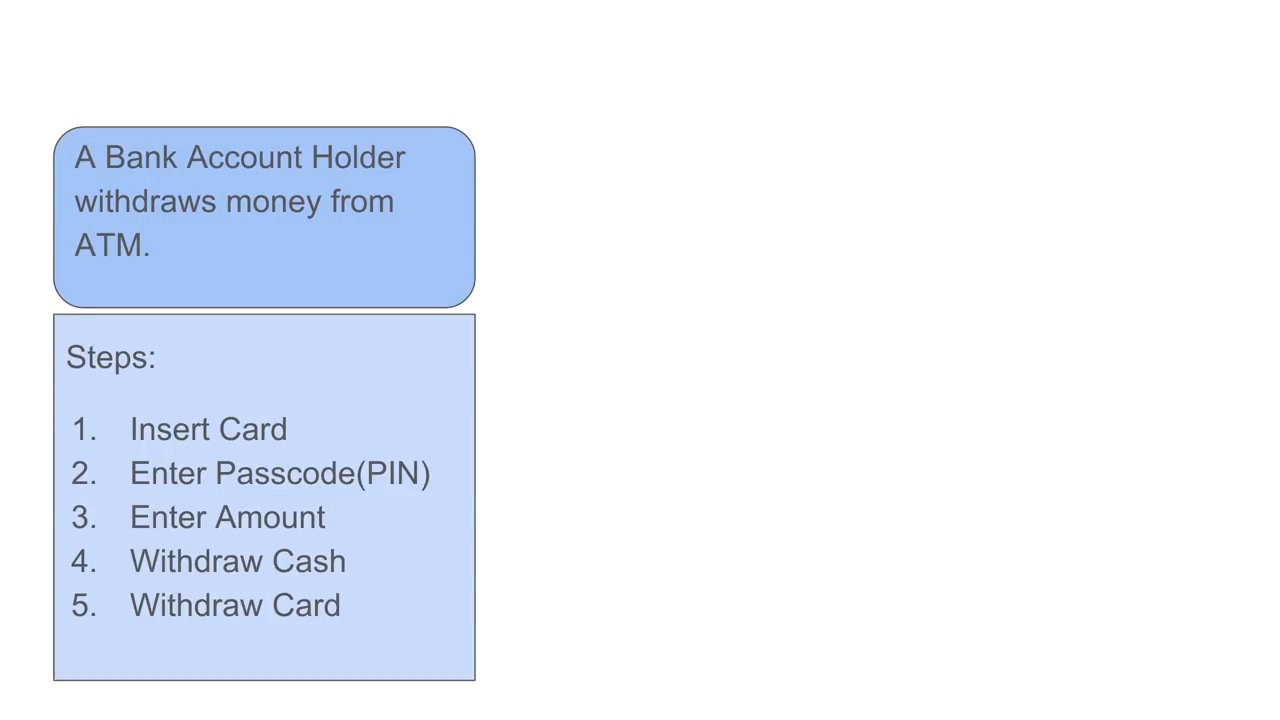 A Bank Account Holder
withdraws money from
ATM.
Steps:
1. Insert Card
2. Enter Passcode(PIN)
3. Enter Amount
4. Withdraw Cash
5. Withdraw Card